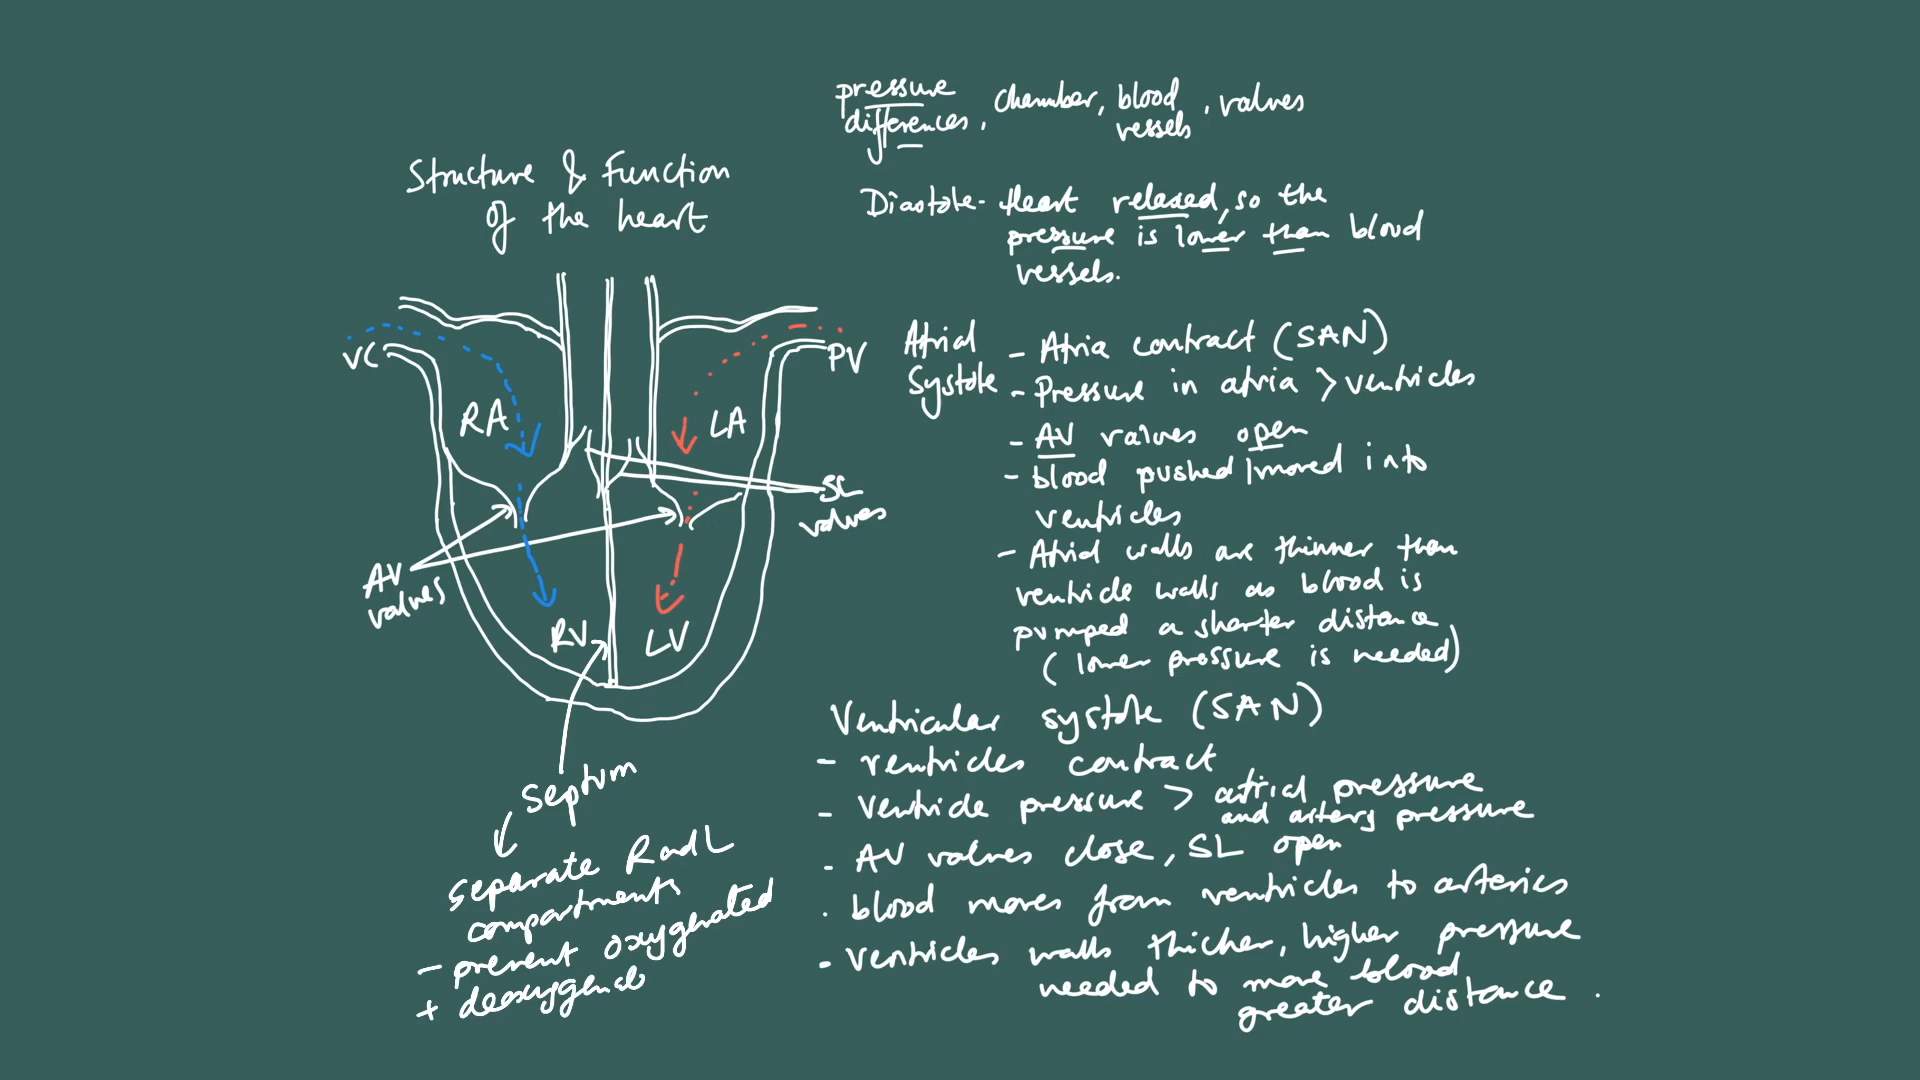 Structure & Function
of the heart
VC
RA
LA
PV
SL
valves
AV
valves
RV
LV
Septum
separate R and L
compartments
- prevent oxygenated
+ deoxygenab
pressure
differences, chamber, blood
vessels, valves
Diastole - Heart relaxed, so the
pressure is lower than blood
vessels.
Atrial
Systole
- Atria contract (SAN)
- Pressure in atria > ventricles
- AV valves open
- blood pushed/moved into
ventricles
- Atrial walls are thinner than
ventricle walls as blood is
pumped a shorter distance
(lower pressure is needed)
Ventricular systole (SAN)
- ventricles contract
- Ventricle pressure > atrial pressure
and artery pressure
- AV valves close, SL open
. blood moves from ventricles to arteries
- ventricles walls thicker, higher pressure
needed to move blood
greater distance.